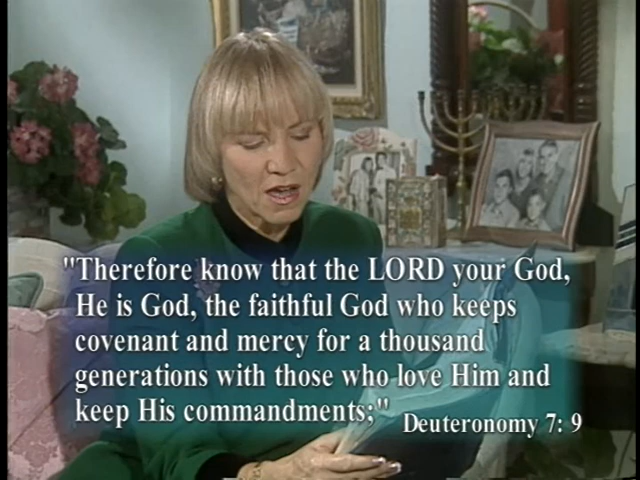 "Therefore know that the LORD your God,
He is God, the faithful God who keeps
covenant and mercy for a thousand
generations with those who love Him and
keep His commandments;"
Deuteronomy 7: 9